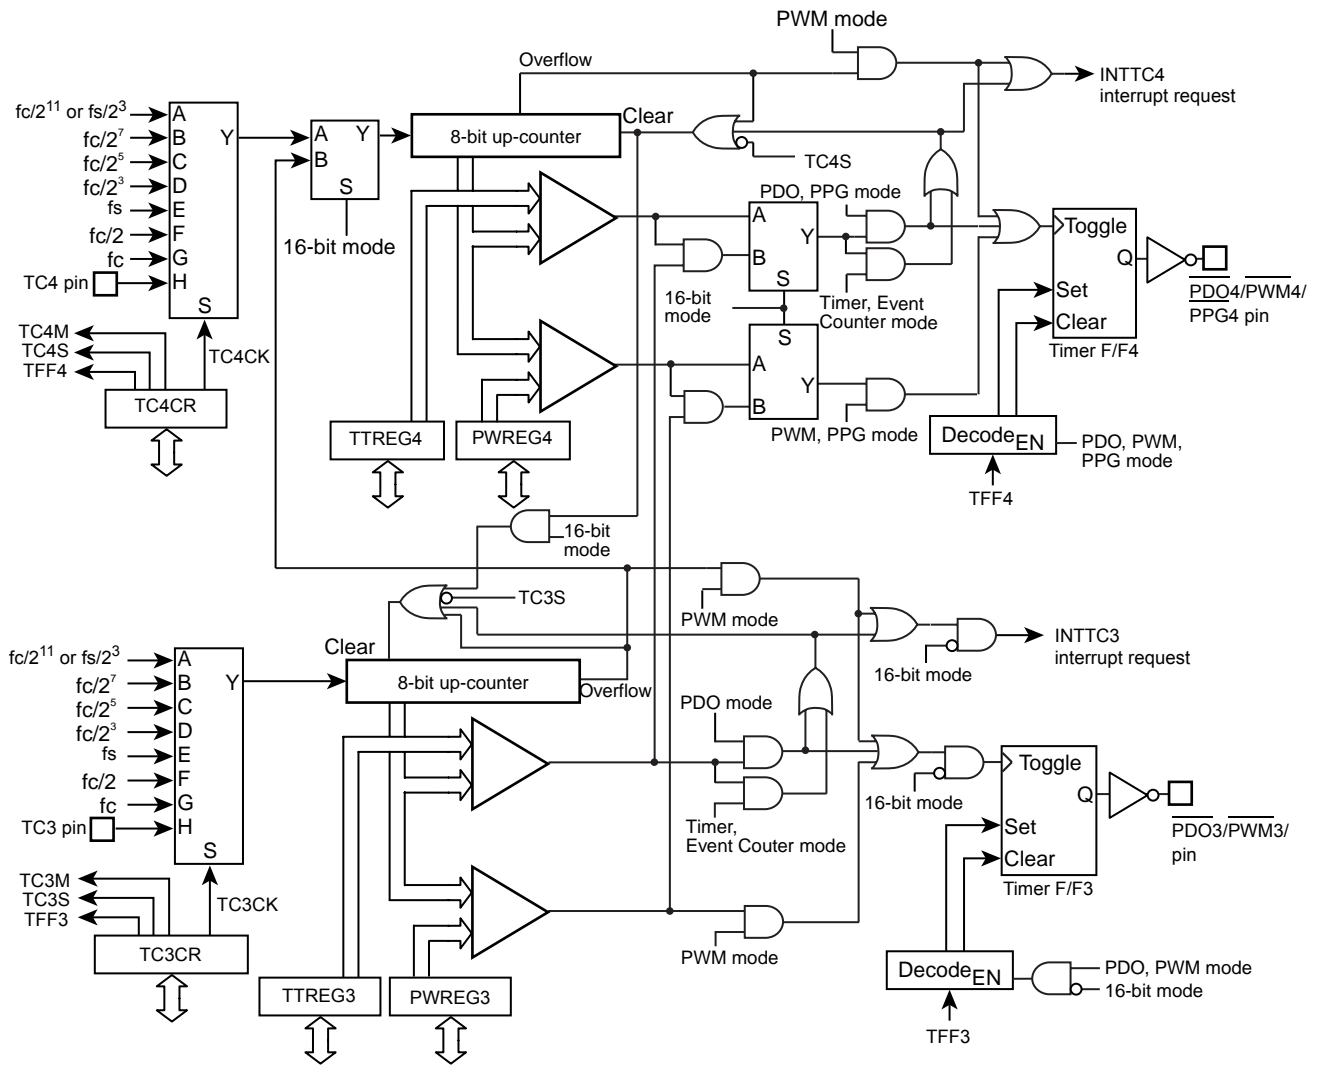 PWM mode
Overflow
INTTC4
interrupt request
fc/2¹¹ or fs/2³
fc/2⁷
fc/2⁵
fc/2³
fs
fc/2
fc
TC4 pin
A
B
C
D
E
F
G
H
Y
S
A
B
Y
S
16-bit mode
8-bit up-counter
Clear
TC4S
PDO, PPG mode
A
B
Y
S
16-bit
mode
Timer, Event
Counter mode
S
A
Y
B
PWM, PPG mode
Toggle
Q
Set
Clear
Timer F/F4
PDO4/PWM4/
PPG4 pin
TC4M
TC4S
TFF4
TC4CK
TC4CR
TTREG4
PWREG4
Decode EN
PDO, PWM,
PPG mode
TFF4
16-bit
mode
TC3S
PWM mode
INTTC3
interrupt request
16-bit mode
Clear
fc/2¹¹ or fs/2³
fc/2⁷
fc/2⁵
fc/2³
fs
fc/2
fc
TC3 pin
A
B
C
D
E
F
G
H
Y
S
8-bit up-counter
Overflow
PDO mode
Timer,
Event Couter mode
16-bit mode
Toggle
Q
Set
Clear
Timer F/F3
PDO3/PWM3/
pin
TC3M
TC3S
TFF3
TC3CK
TC3CR
TTREG3
PWREG3
PWM mode
Decode EN
PDO, PWM mode
16-bit mode
TFF3